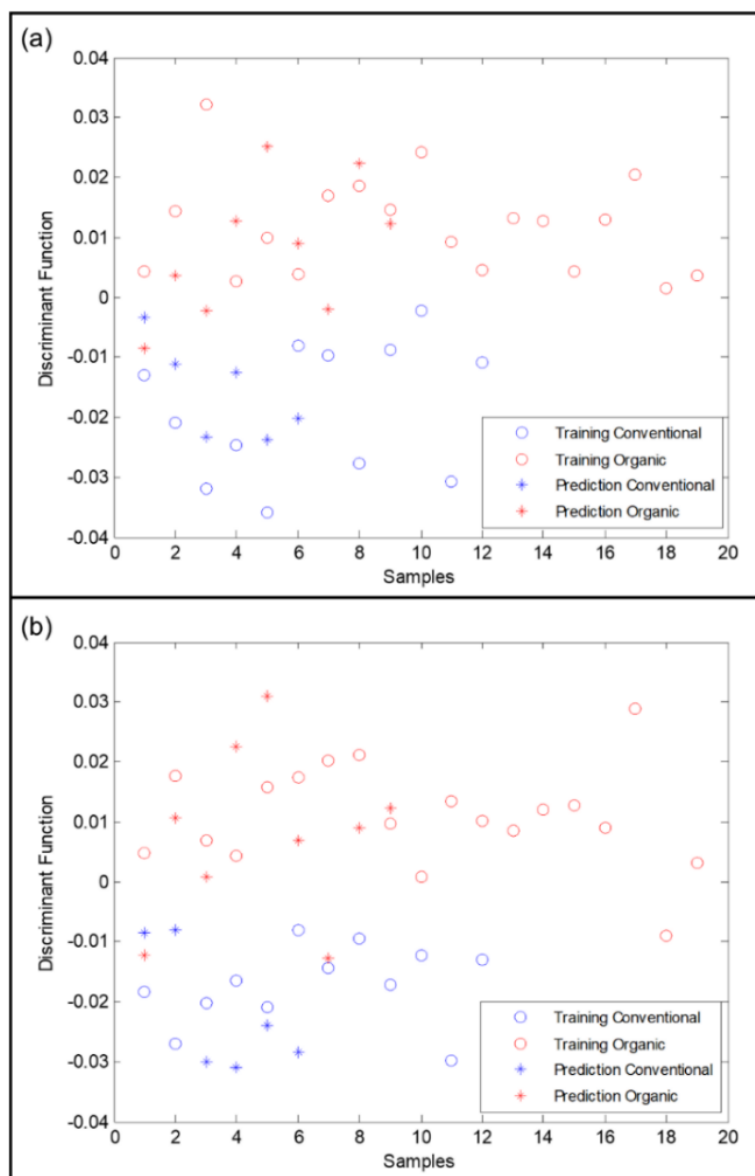 (a)
0.04
0.03
0.02
0.01
0
-0.01
-0.02
-0.03
-0.04
Discriminant Function
0 2 4 6 8 10 12 14 16 18 20
Samples
Training Conventional
Training Organic
Prediction Conventional
Prediction Organic
(b)
0.04
0.03
0.02
0.01
0
-0.01
-0.02
-0.03
-0.04
Discriminant Function
0 2 4 6 8 10 12 14 16 18 20
Samples
Training Conventional
Training Organic
Prediction Conventional
Prediction Organic